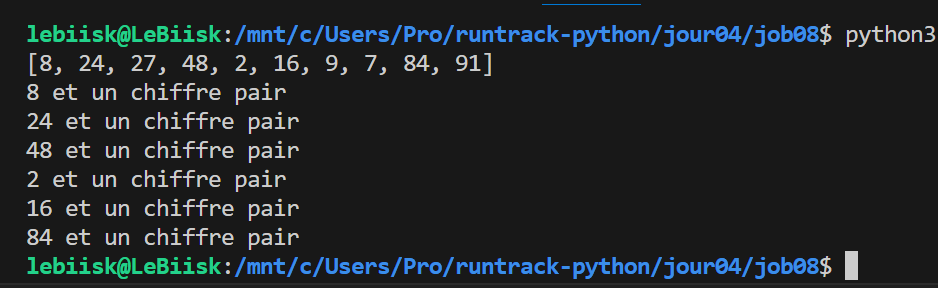 lebiisk@LeBiisk:/mnt/c/Users/Pro/runtrack-python/jour04/job08$ python3
[8, 24, 27, 48, 2, 16, 9, 7, 84, 91]
8 et un chiffre pair
24 et un chiffre pair
48 et un chiffre pair
2 et un chiffre pair
16 et un chiffre pair
84 et un chiffre pair
lebiisk@LeBiisk:/mnt/c/Users/Pro/runtrack-python/jour04/job08$